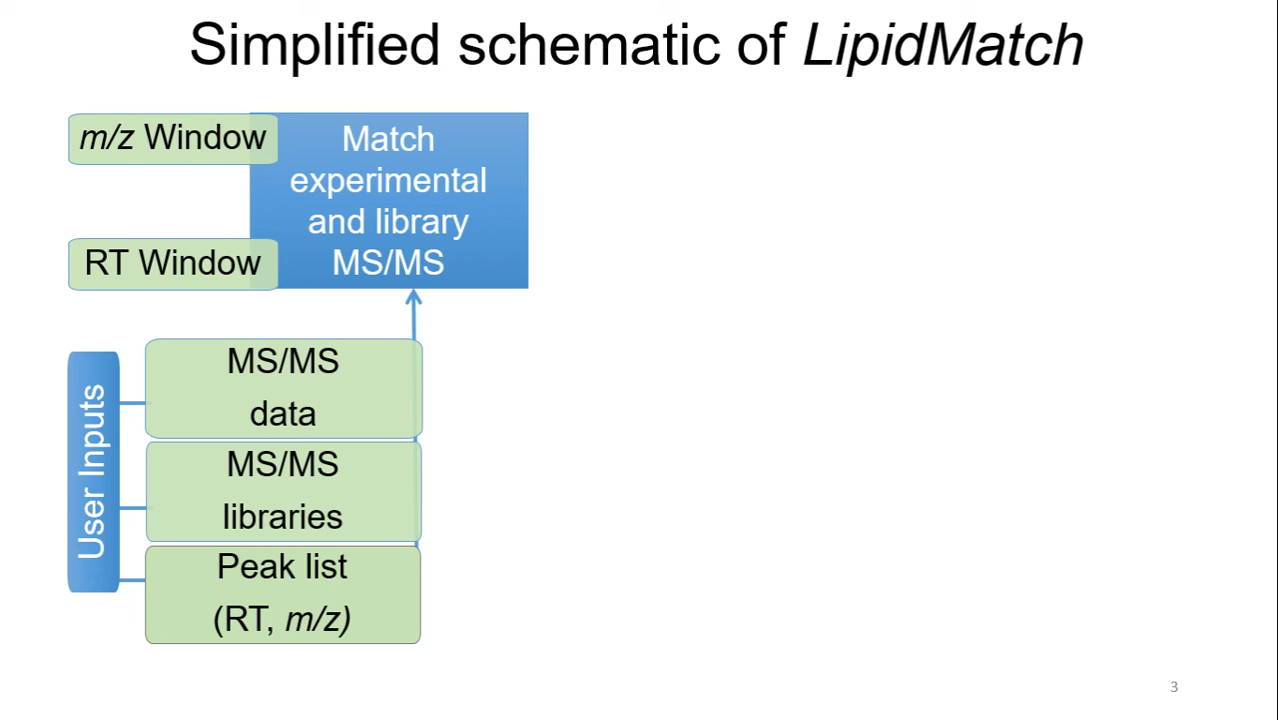 Simplified schematic of LipidMatch
m/z Window
RT Window
Match
experimental
and library
MS/MS
User Inputs
MS/MS
data
MS/MS
libraries
Peak list
(RT, m/z)
3